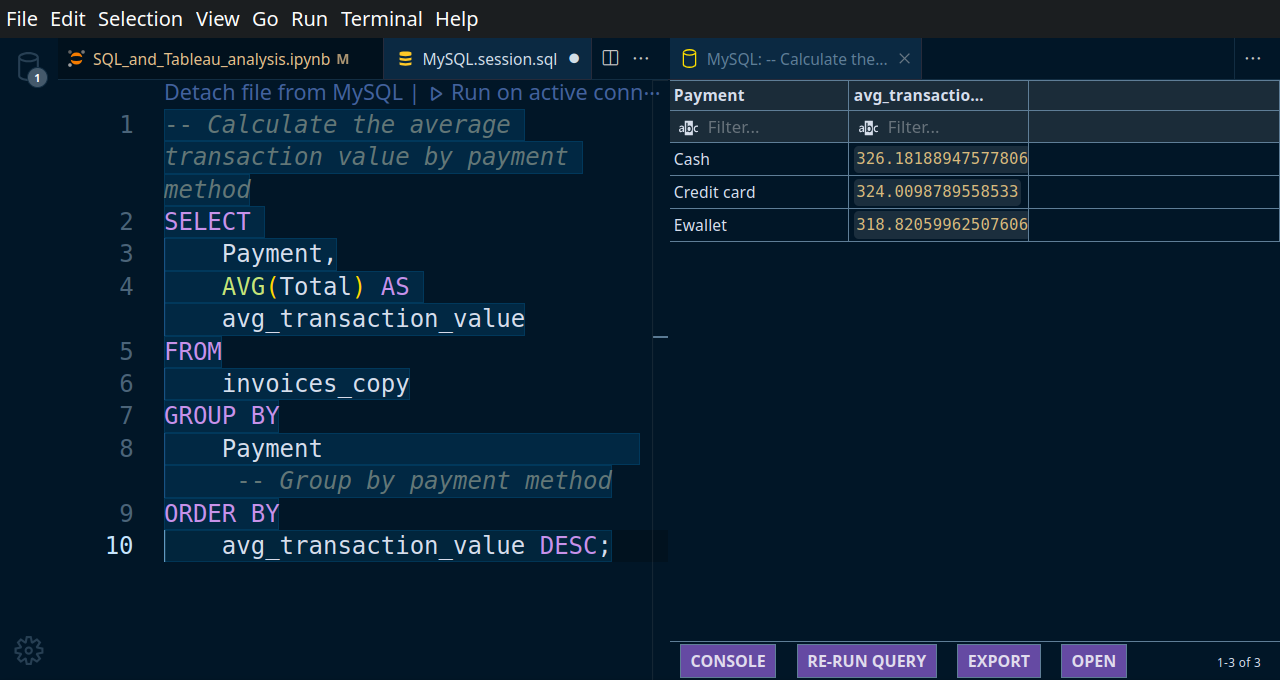 File Edit Selection View Go Run Terminal Help
1
SQL_and_Tableau_analysis.ipynb M
MySQL.session.sql
MySQL: -- Calculate the...
Detach file from MySQL | Run on active conn...
1 -- Calculate the average
transaction value by payment
method
2 SELECT
3 Payment,
4 AVG(Total) AS
avg_transaction_value
5 FROM
6 invoices_copy
7 GROUP BY
8 Payment
-- Group by payment method
9 ORDER BY
10 avg_transaction_value DESC;
Payment avg_transactio...
abc Filter... abc Filter...
Cash 326.18188947577806
Credit card 324.0098789558533
Ewallet 318.82059962507606
CONSOLE RE-RUN QUERY EXPORT OPEN 1-3 of 3